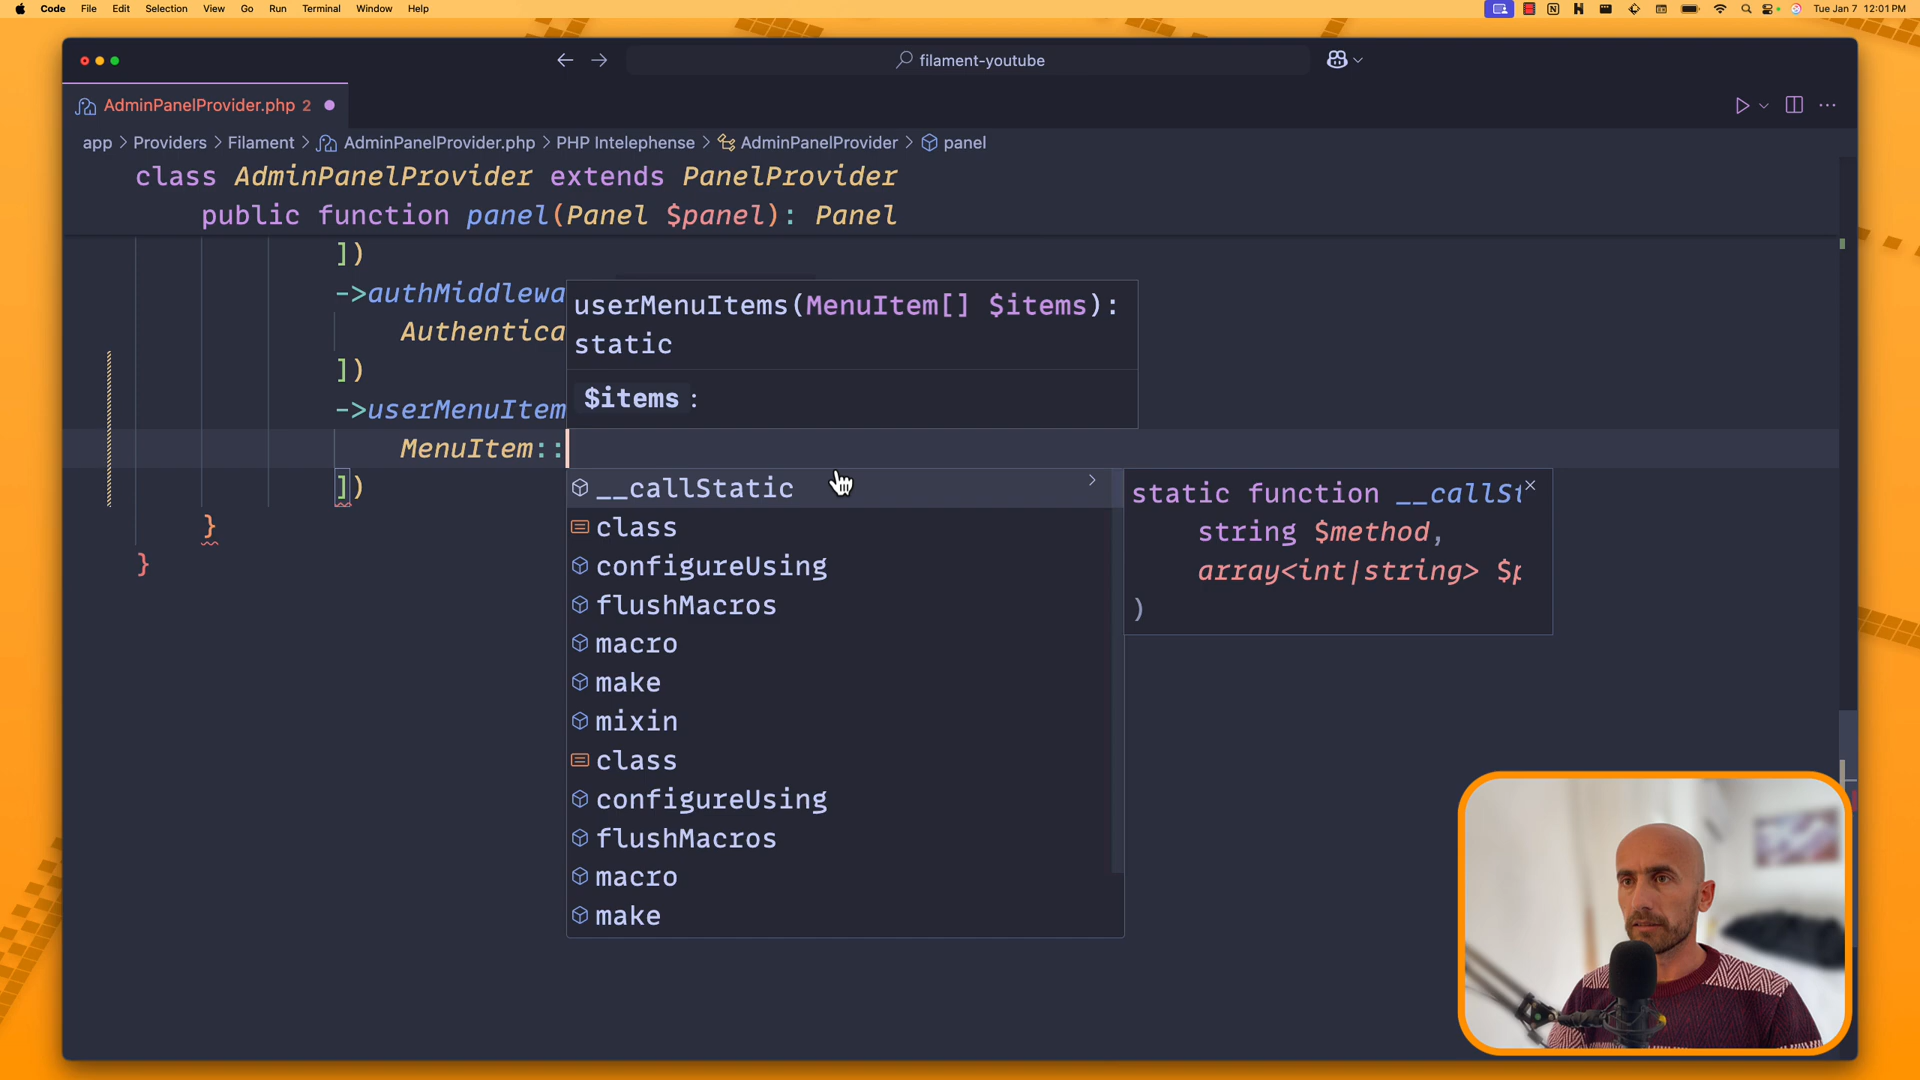 Code File Edit Selection View Go Run Terminal Window Help Tue Jan 7 12:01 PM
filament-youtube
AdminPanelProvider.php 2
app > Providers > Filament > AdminPanelProvider.php > PHP Intelephense > AdminPanelProvider > panel
class AdminPanelProvider extends PanelProvider
public function panel(Panel $panel): Panel
])
->authMiddlewa
Authentica
])
->userMenuItem
MenuItem::
])
}
}
userMenuItems(MenuItem[] $items):
static
$items :
__callStatic
class
configureUsing
flushMacros
macro
make
mixin
class
configureUsing
flushMacros
macro
make
static function __callSt
string $method,
array<int|string> $p
)